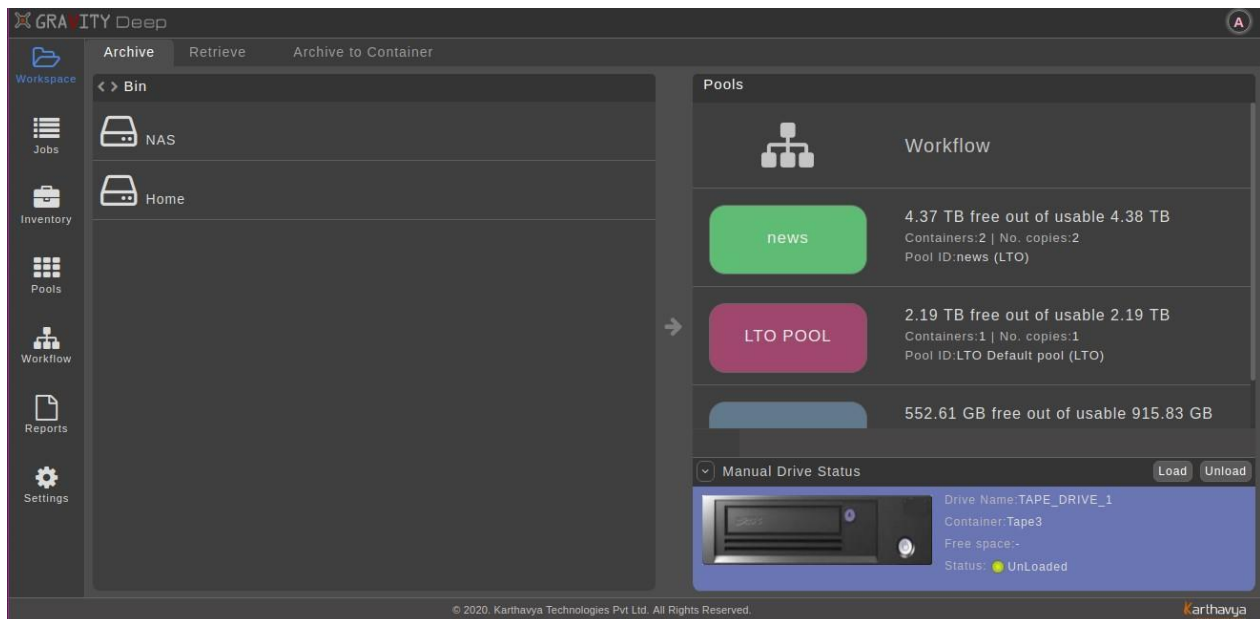 GRAVITY Deep
A
Workspace
Jobs
Inventory
Pools
Workflow
Reports
Settings
Archive Retrieve Archive to Container
< > Bin
NAS
Home
Pools
Workflow
news
4.37 TB free out of usable 4.38 TB
Containers:2 | No. copies:2
Pool ID:news (LTO)
LTO POOL
2.19 TB free out of usable 2.19 TB
Containers:1 | No. copies:1
Pool ID:LTO Default pool (LTO)
552.61 GB free out of usable 915.83 GB
Manual Drive Status Load Unload
Drive Name:TAPE_DRIVE_1
Container:Tape3
Free space:-
Status: UnLoaded
© 2020. Karthavya Technologies Pvt Ltd. All Rights Reserved.
Karthavya